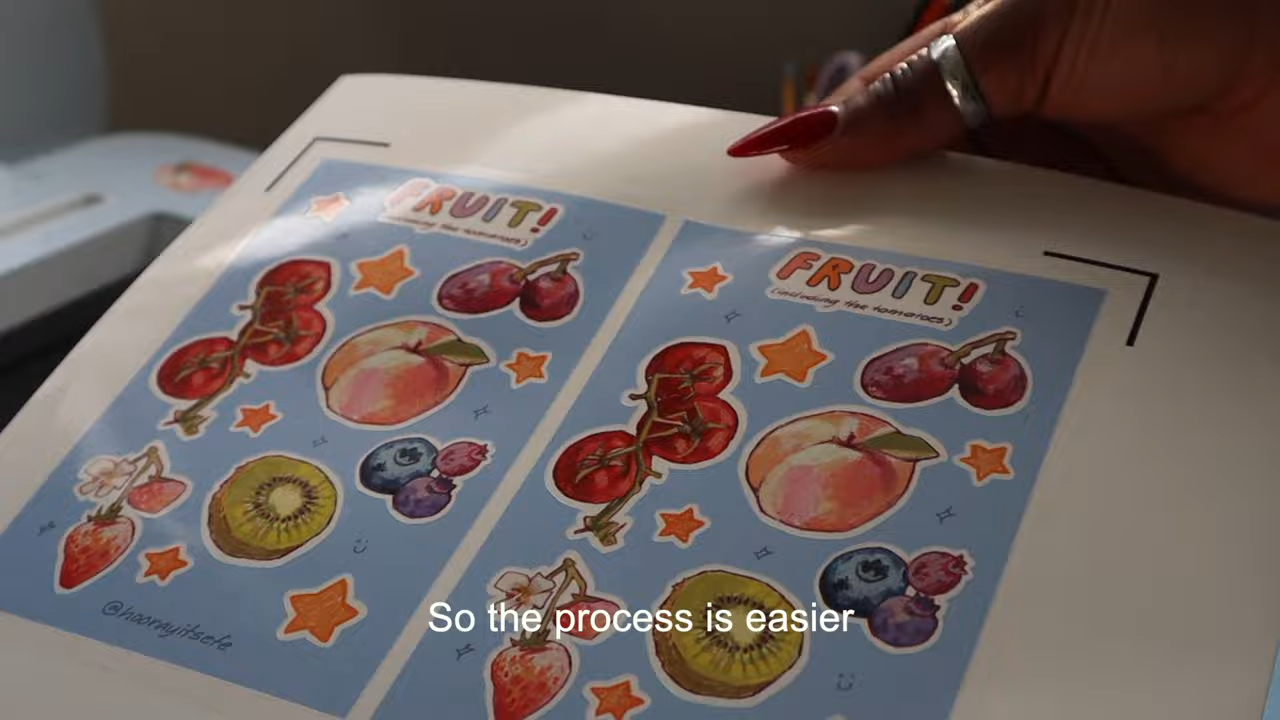 FRUIT!
(including the tomatoes)
@hoorayitsefe
FRUIT!
(including the tomatoes)
So the process is easier